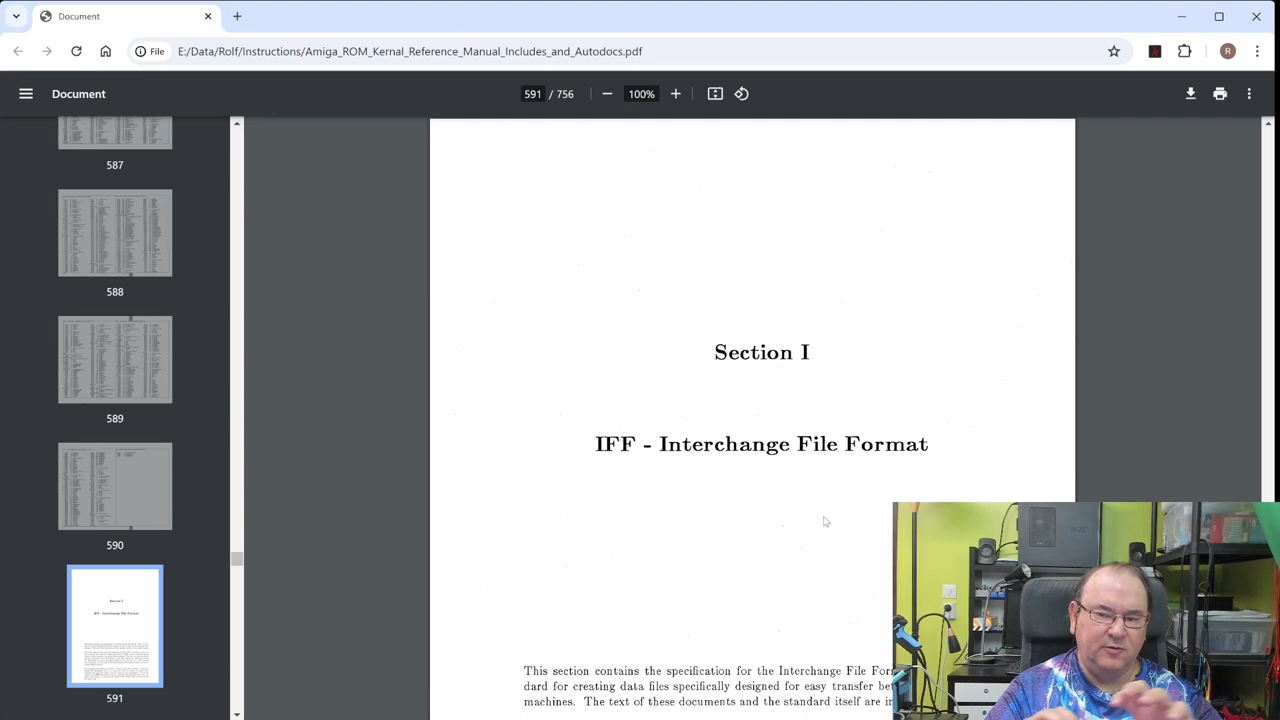 Document
File
E:/Data/Rolf/Instructions/Amiga_ROM_Kernal_Reference_Manual_Includes_and_Autodocs.pdf
R
Document
591 / 756
100%
587
588
589
590
591
Section I
IFF - Interchange File Format
This section contains the specification for the Interchange File For
dard for creating data files specifically designed for easy transfer be
machines. The text of these documents and the standard itself are in